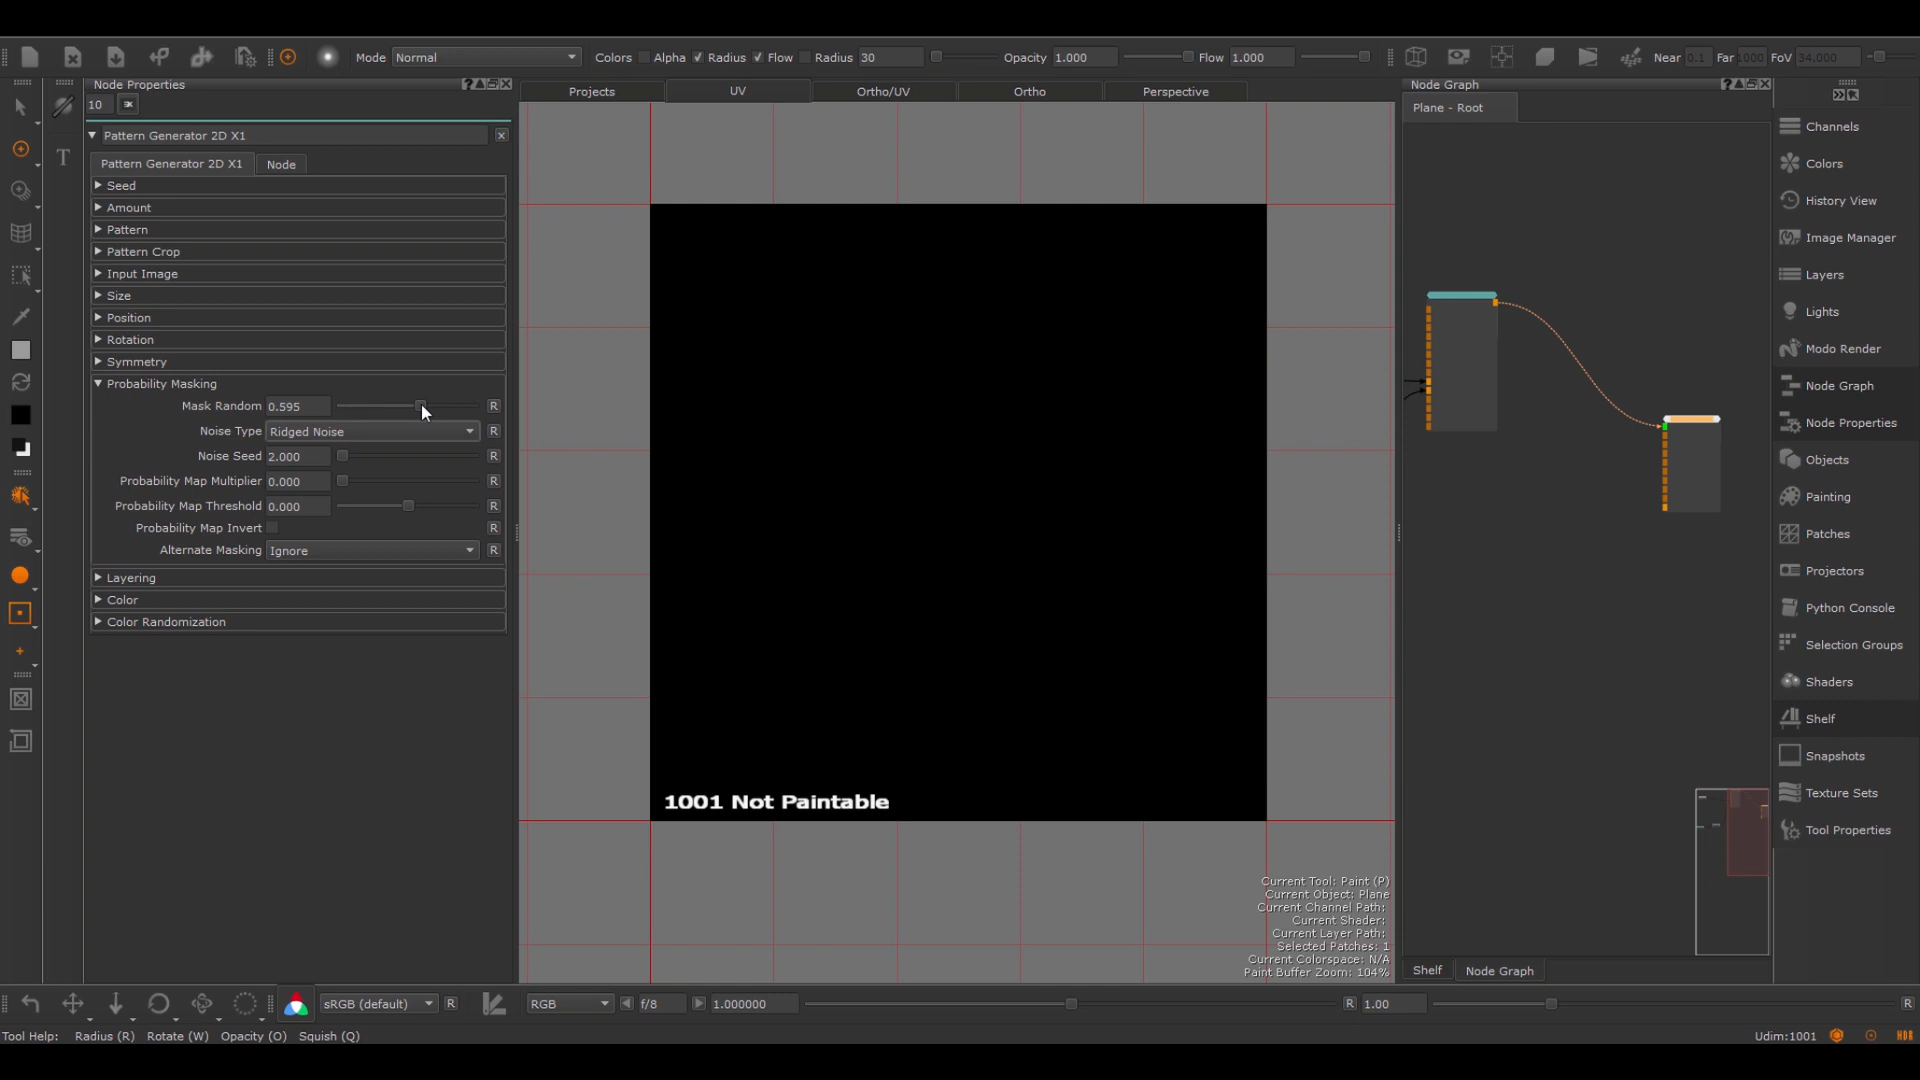 Mode Normal Colors Alpha Radius Flow Radius 30 Opacity 1.000 Flow 1.000 Near 0.1 Far 1000 FoV 34.000
Node Properties
10
Pattern Generator 2D X1
Pattern Generator 2D X1 Node
Seed
Amount
Pattern
Pattern Crop
Input Image
Size
Position
Rotation
Symmetry
Probability Masking
Mask Random 0.595 R
Noise Type Ridged Noise R
Noise Seed 2.000 R
Probability Map Multiplier 0.000 R
Probability Map Threshold 0.000 R
Probability Map Invert R
Alternate Masking Ignore R
Layering
Color
Color Randomization
T
Projects UV Ortho/UV Ortho Perspective
1001 Not Paintable
Current Tool: Paint (P)
Current Object: Plane
Current Channel Path:
Current Shader:
Current Layer Path:
Selected Patches: 1
Current Colorspace: N/A
Paint Buffer Zoom: 104%
Node Graph
Plane - Root
Shelf Node Graph
Channels
Colors
History View
Image Manager
Layers
Lights
Modo Render
Node Graph
Node Properties
Objects
Painting
Patches
Projectors
Python Console
Selection Groups
Shaders
Shelf
Snapshots
Texture Sets
Tool Properties
sRGB (default) R RGB f/8 1.000000 R 1.00 R
Tool Help: Radius (R) Rotate (W) Opacity (O) Squish (Q) Udim:1001 HDR